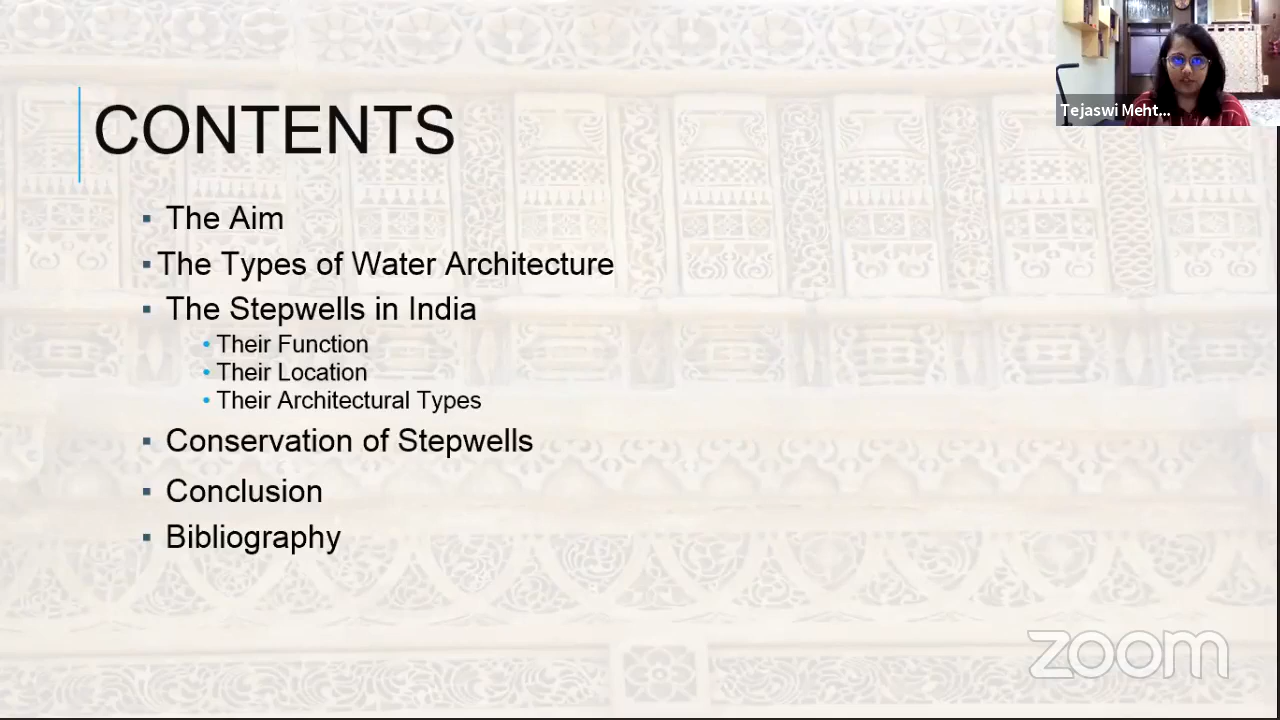 CONTENTS
▪ The Aim
▪ The Types of Water Architecture
▪ The Stepwells in India
• Their Function
• Their Location
• Their Architectural Types
▪ Conservation of Stepwells
▪ Conclusion
▪ Bibliography
Tejaswi Meht...
zoom